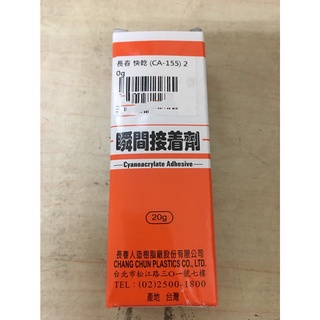 長春 快乾 (CA-155) 2
0g
瞬間接着劑
Cyanoacrylate Adhesive
20g
長春人造樹脂廠股份有限公司
CHANG CHUN PLASTICS CO., LTD.
台北市松江路三〇一號七樓
TEL : (02)2500-1800
產地 台灣